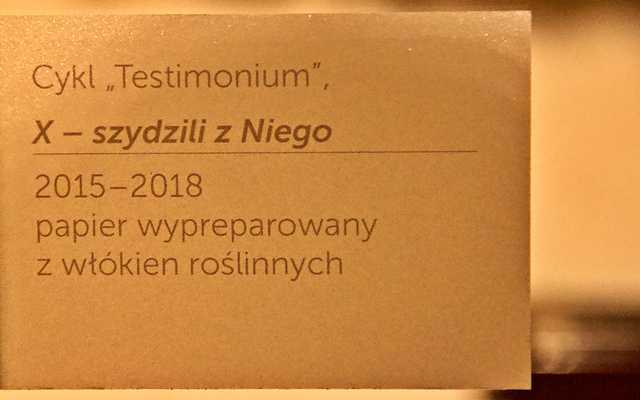 Cykl „Testimonium”,
X – szydzili z Niego
2015–2018
papier wypreparowany
z włókien roślinnych